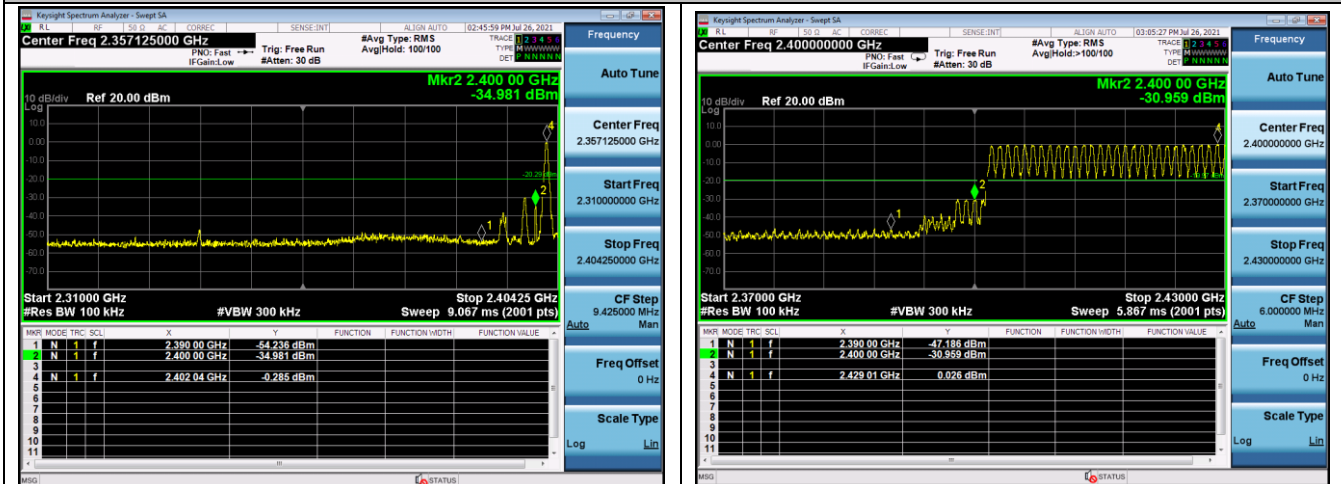 Keysight Spectrum Analyzer - Swept SA
RL RF 50 Ω AC CORREC SENSE:INT ALIGN AUTO 02:45:59 PM Jul 26, 2021
Center Freq 2.357125000 GHz
PNO: Fast
IFGain:Low
Trig: Free Run
#Atten: 30 dB
#Avg Type: RMS
Avg|Hold: 100/100
TRACE 1 2 3 4 5 6
TYPE M WWWWW
DET P NNNNN
Mkr2 2.400 00 GHz
-34.981 dBm
10 dB/div Ref 20.00 dBm
Log
10.0
0.00
-10.0
-20.0
-30.0
-40.0
-50.0
-60.0
-70.0
4
2
1
Start 2.31000 GHz Stop 2.40425 GHz
#Res BW 100 kHz #VBW 300 kHz Sweep 9.067 ms (2001 pts)
MKR MODE TRC SCL X Y FUNCTION FUNCTION WIDTH FUNCTION VALUE
1 N 1 f 2.390 00 GHz -54.236 dBm
2 N 1 f 2.400 00 GHz -34.981 dBm
3
4 N 1 f 2.402 04 GHz -0.285 dBm
5
6
7
8
9
10
11
MSG STATUS
Frequency
Auto Tune
Center Freq
2.357125000 GHz
Start Freq
2.310000000 GHz
Stop Freq
2.404250000 GHz
CF Step
9.425000 MHz
Auto Man
Freq Offset
0 Hz
Scale Type
Log Lin
Keysight Spectrum Analyzer - Swept SA
RL RF 50 Ω AC CORREC SENSE:INT ALIGN AUTO 03:05:27 PM Jul 26, 2021
Center Freq 2.400000000 GHz
PNO: Fast
IFGain:Low
Trig: Free Run
#Atten: 30 dB
#Avg Type: RMS
Avg|Hold:>100/100
TRACE 1 2 3 4 5 6
TYPE M WWWWW
DET P NNNNN
Mkr2 2.400 00 GHz
-30.959 dBm
10 dB/div Ref 20.00 dBm
Log
10.0
0.00
-10.0
-20.0
-30.0
-40.0
-50.0
-60.0
-70.0
4
2
1
Start 2.37000 GHz Stop 2.43000 GHz
#Res BW 100 kHz #VBW 300 kHz Sweep 5.867 ms (2001 pts)
MKR MODE TRC SCL X Y FUNCTION FUNCTION WIDTH FUNCTION VALUE
1 N 1 f 2.390 00 GHz -47.186 dBm
2 N 1 f 2.400 00 GHz -30.959 dBm
3
4 N 1 f 2.429 01 GHz 0.026 dBm
5
6
7
8
9
10
11
MSG STATUS
Frequency
Auto Tune
Center Freq
2.400000000 GHz
Start Freq
2.370000000 GHz
Stop Freq
2.430000000 GHz
CF Step
6.000000 MHz
Auto Man
Freq Offset
0 Hz
Scale Type
Log Lin